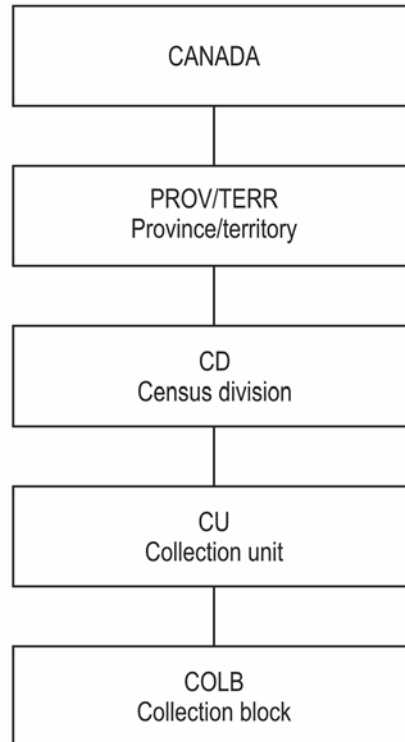 CANADA
PROV/TERR
Province/territory
CD
Census division
CU
Collection unit
COLB
Collection block